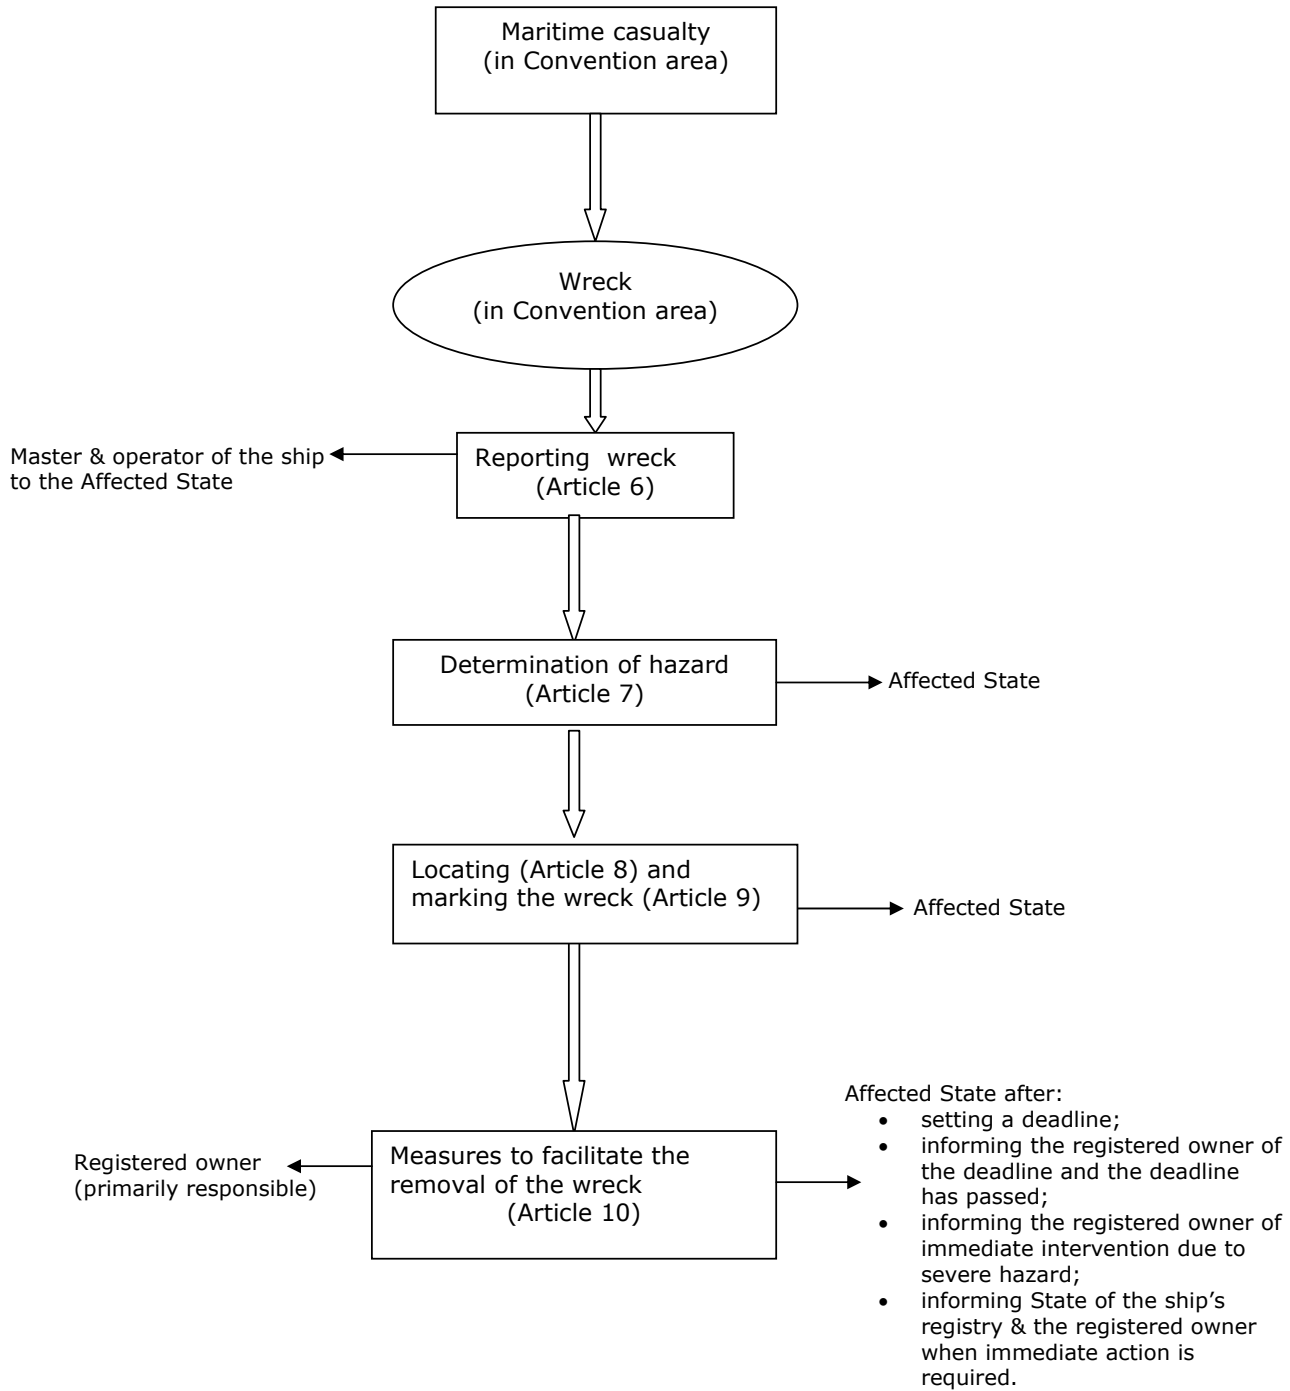 Maritime casualty
(in Convention area)
Wreck
(in Convention area)
Master & operator of the ship
to the Affected State
Reporting wreck
(Article 6)
Determination of hazard
(Article 7)
Affected State
Locating (Article 8) and
marking the wreck (Article 9)
Affected State
Registered owner
(primarily responsible)
Measures to facilitate the
removal of the wreck
(Article 10)
Affected State after:
• setting a deadline;
• informing the registered owner of
the deadline and the deadline
has passed;
• informing the registered owner of
immediate intervention due to
severe hazard;
• informing State of the ship’s
registry & the registered owner
when immediate action is
required.